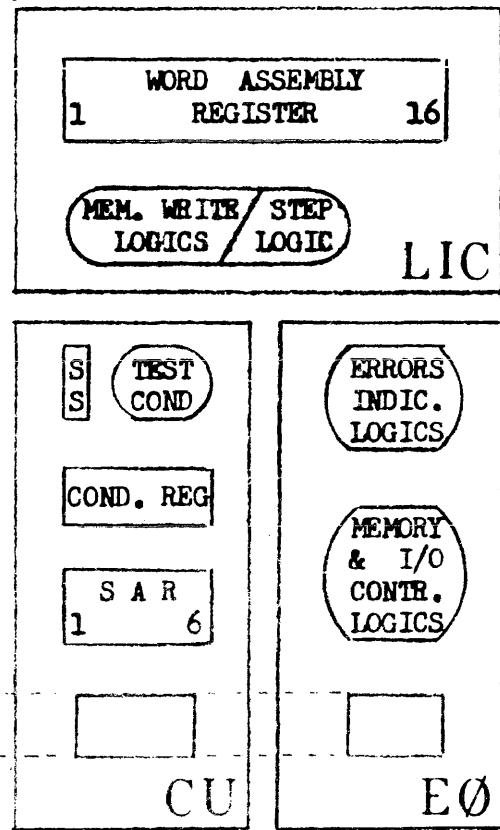 WORD ASSEMBLY
1 REGISTER 16
MEM. WRITE / STEP
LOGICS / LOGIC
LIC
S
S
TEST
COND
COND. REG
S A R
1 6
CU
ERRORS
INDIC.
LOGICS
MEMORY
& I/O
CONTR.
LOGICS
EØ